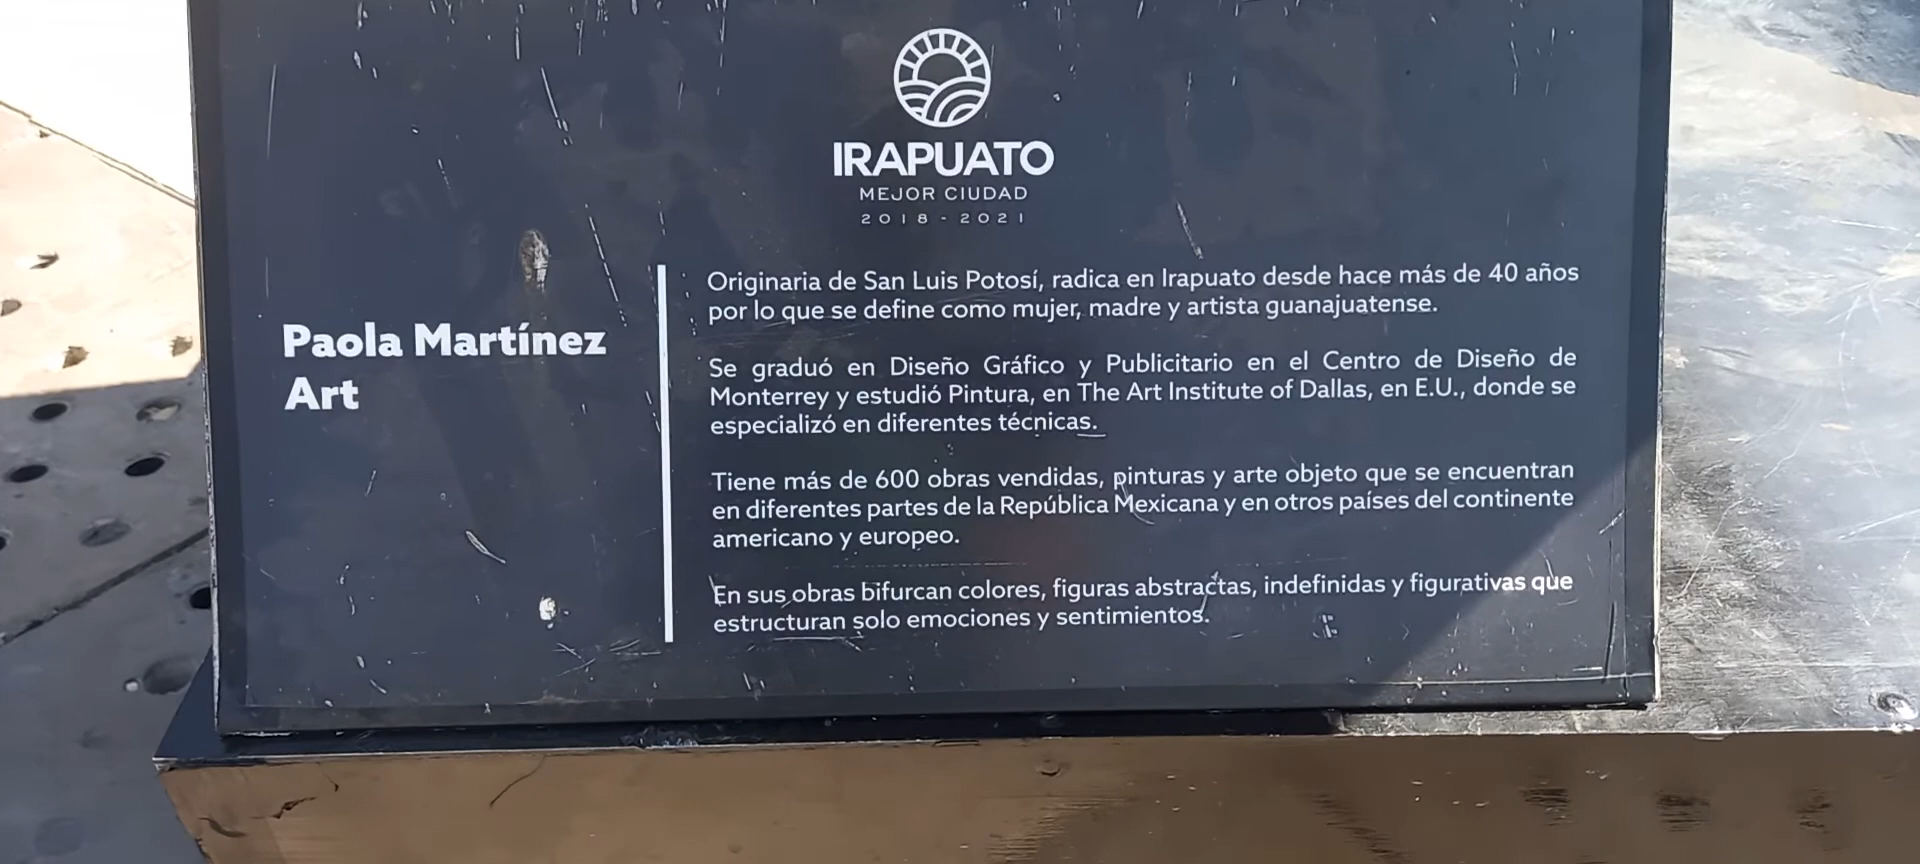 IRAPUATO
MEJOR CIUDAD
2018 - 2021
Paola Martínez
Art
Originaria de San Luis Potosí, radica en Irapuato desde hace más de 40 años
por lo que se define como mujer, madre y artista guanajuatense.
Se graduó en Diseño Gráfico y Publicitario en el Centro de Diseño de
Monterrey y estudió Pintura, en The Art Institute of Dallas, en E.U., donde se
especializó en diferentes técnicas.
Tiene más de 600 obras vendidas, pinturas y arte objeto que se encuentran
en diferentes partes de la República Mexicana y en otros países del continente
americano y europeo.
En sus obras bifurcan colores, figuras abstractas, indefinidas y figurativas que
estructuran solo emociones y sentimientos.